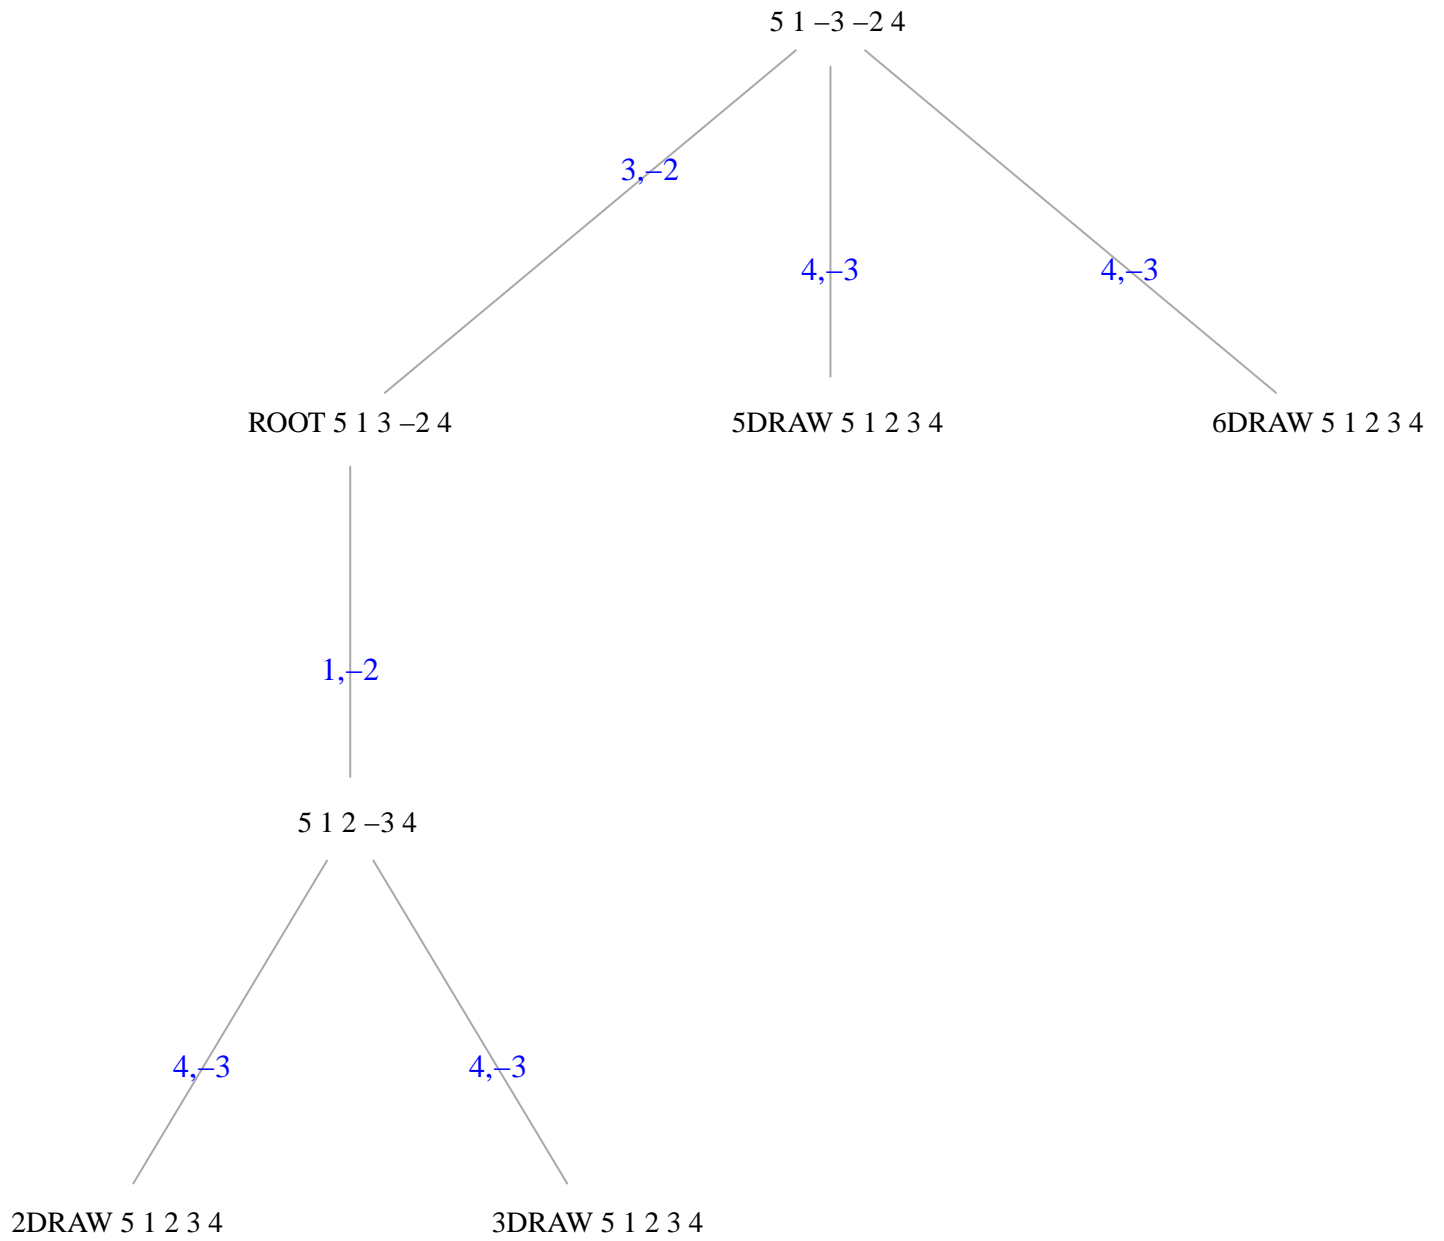 5 1 –3 –2 4
3,–2
4,–3
4,–3
ROOT 5 1 3 –2 4
5DRAW 5 1 2 3 4
6DRAW 5 1 2 3 4
1,–2
5 1 2 –3 4
4,–3
4,–3
2DRAW 5 1 2 3 4
3DRAW 5 1 2 3 4